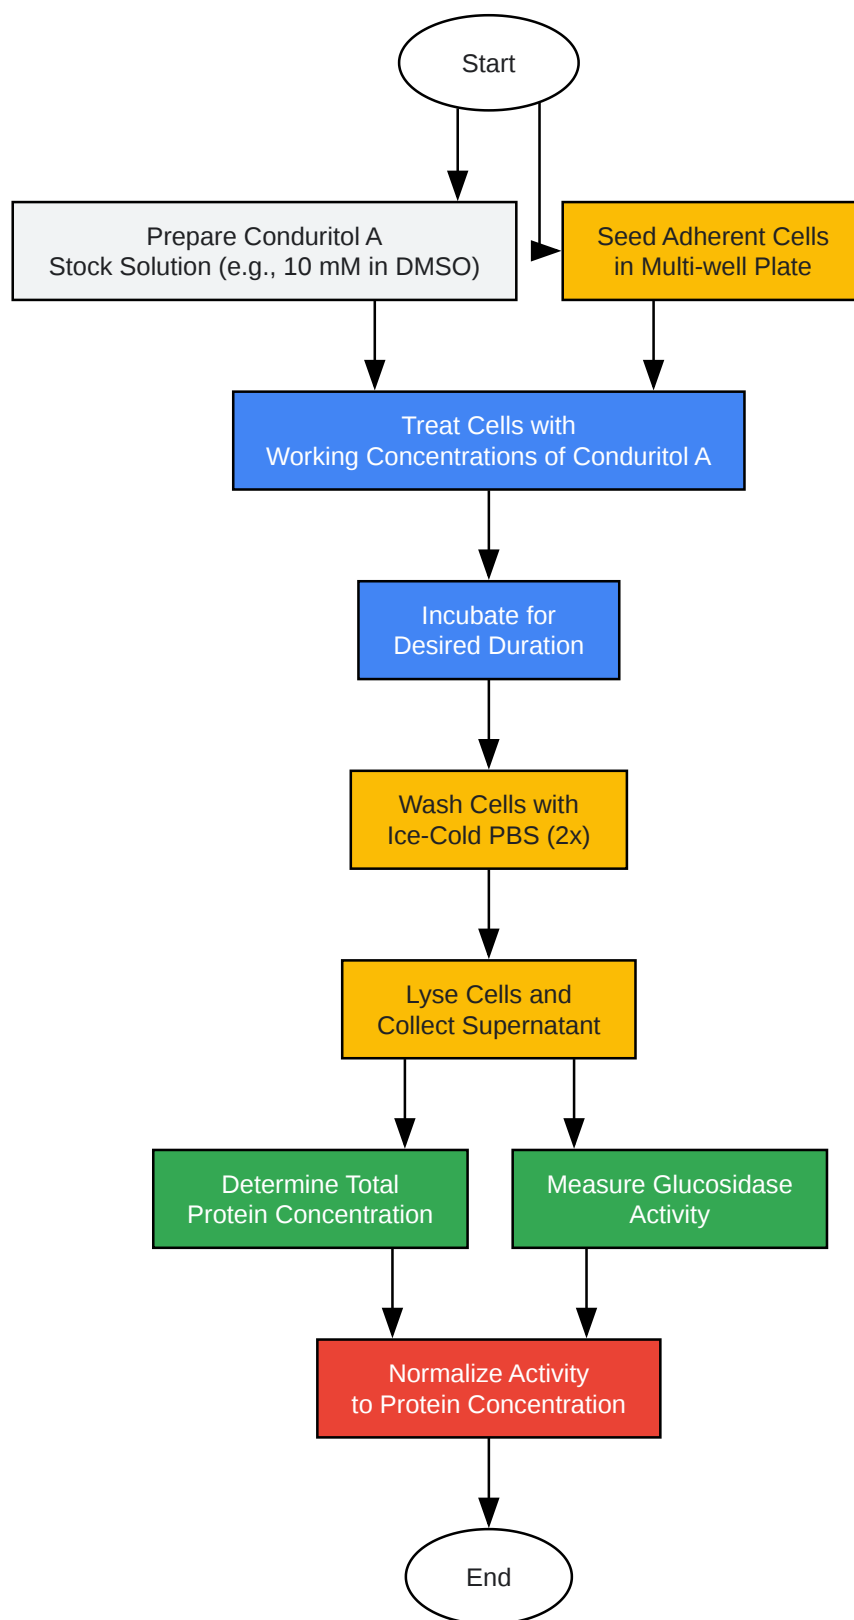 Start
Prepare Conduritol A
Stock Solution (e.g., 10 mM in DMSO)
Seed Adherent Cells
in Multi-well Plate
Treat Cells with
Working Concentrations of Conduritol A
Incubate for
Desired Duration
Wash Cells with
Ice-Cold PBS (2x)
Lyse Cells and
Collect Supernatant
Determine Total
Protein Concentration
Measure Glucosidase
Activity
Normalize Activity
to Protein Concentration
End